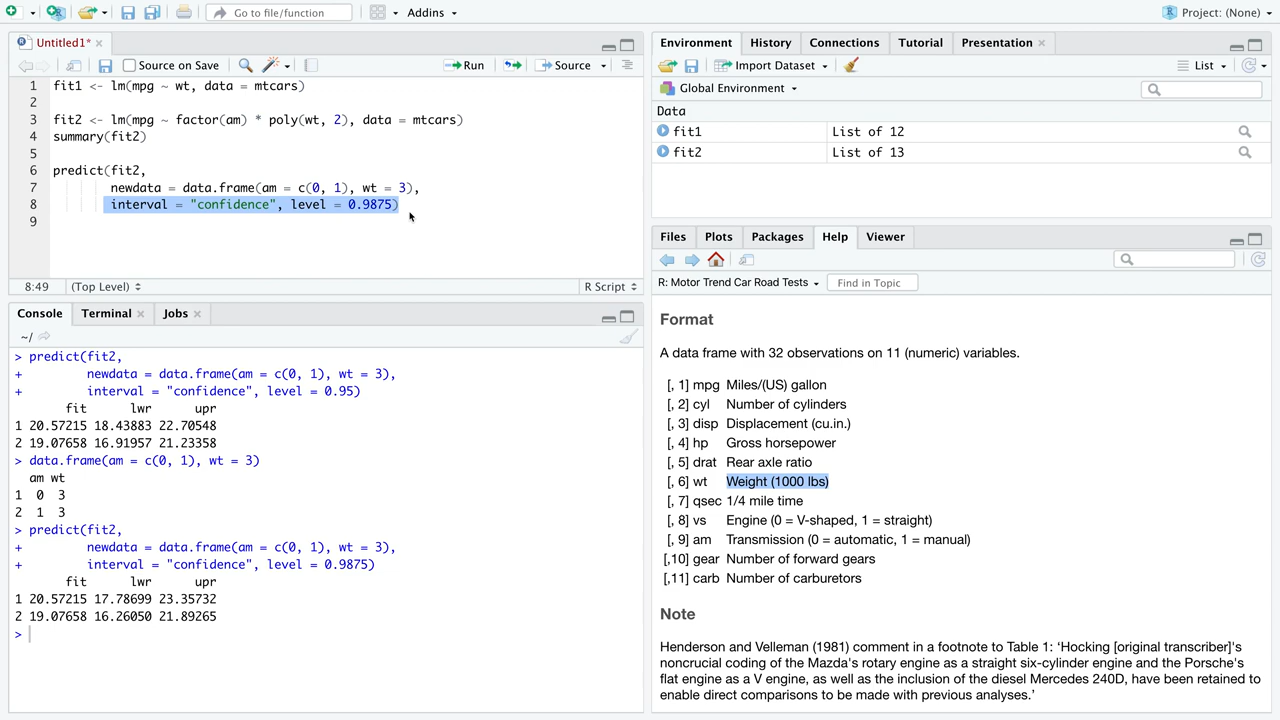 Go to file/function
Addins
Project: (None)
Untitled1*
Source on Save
Run
Source
1 fit1 <- lm(mpg ~ wt, data = mtcars)
2
3 fit2 <- lm(mpg ~ factor(am) * poly(wt, 2), data = mtcars)
4 summary(fit2)
5
6 predict(fit2,
7         newdata = data.frame(am = c(0, 1), wt = 3),
8         interval = "confidence", level = 0.9875)
9
8:49 (Top Level) R Script
Console Terminal Jobs
~/
> predict(fit2,
+         newdata = data.frame(am = c(0, 1), wt = 3),
+         interval = "confidence", level = 0.95)
       fit      lwr      upr
1 20.57215 18.43883 22.70548
2 19.07658 16.91957 21.23358
> data.frame(am = c(0, 1), wt = 3)
  am wt
1  0  3
2  1  3
> predict(fit2,
+         newdata = data.frame(am = c(0, 1), wt = 3),
+         interval = "confidence", level = 0.9875)
       fit      lwr      upr
1 20.57215 17.78699 23.35732
2 19.07658 16.26050 21.89265
>
Environment History Connections Tutorial Presentation
Import Dataset List
Global Environment
Data
fit1 List of 12
fit2 List of 13
Files Plots Packages Help Viewer
R: Motor Trend Car Road Tests Find in Topic
Format
A data frame with 32 observations on 11 (numeric) variables.
[, 1] mpg Miles/(US) gallon
[, 2] cyl Number of cylinders
[, 3] disp Displacement (cu.in.)
[, 4] hp Gross horsepower
[, 5] drat Rear axle ratio
[, 6] wt Weight (1000 lbs)
[, 7] qsec 1/4 mile time
[, 8] vs Engine (0 = V-shaped, 1 = straight)
[, 9] am Transmission (0 = automatic, 1 = manual)
[,10] gear Number of forward gears
[,11] carb Number of carburetors
Note
Henderson and Velleman (1981) comment in a footnote to Table 1: ‘Hocking [original transcriber]'s
noncrucial coding of the Mazda's rotary engine as a straight six-cylinder engine and the Porsche's
flat engine as a V engine, as well as the inclusion of the diesel Mercedes 240D, have been retained to
enable direct comparisons to be made with previous analyses.’